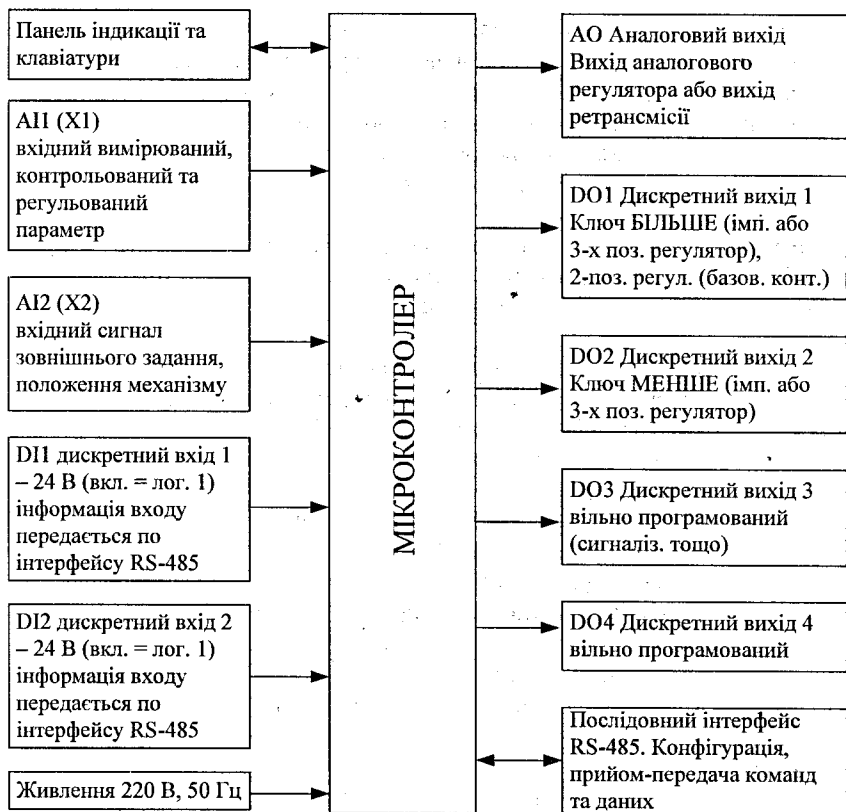 Панель індикації та
клавіатури
AI1 (X1)
вхідний вимірюваний,
контрольований та
регульований
параметр
AI2 (X2)
вхідний сигнал
зовнішнього задання,
положення механізму
DI1 дискретний вхід 1
– 24 В (вкл. = лог. 1)
інформація входу
передається по
інтерфейсу RS-485
DI2 дискретний вхід 2
– 24 В (вкл. = лог. 1)
інформація входу
передається по
інтерфейсу RS-485
Живлення 220 В, 50 Гц
МІКРОКОНТРОЛЕР
АО Аналоговий вихід
Вихід аналогового
регулятора або вихід
ретрансмісії
DO1 Дискретний вихід 1
Ключ БІЛЬШЕ (імп. або
3-х поз. регулятор),
2-поз. регул. (базов. конт.)
DO2 Дискретний вихід 2
Ключ МЕНШЕ (імп. або
3-х поз. регулятор)
DO3 Дискретний вихід 3
вільно програмований
(сигналіз. тощо)
DO4 Дискретний вихід 4
вільно програмований
Послідовний інтерфейс
RS-485. Конфігурація,
прийом-передача команд
та даних